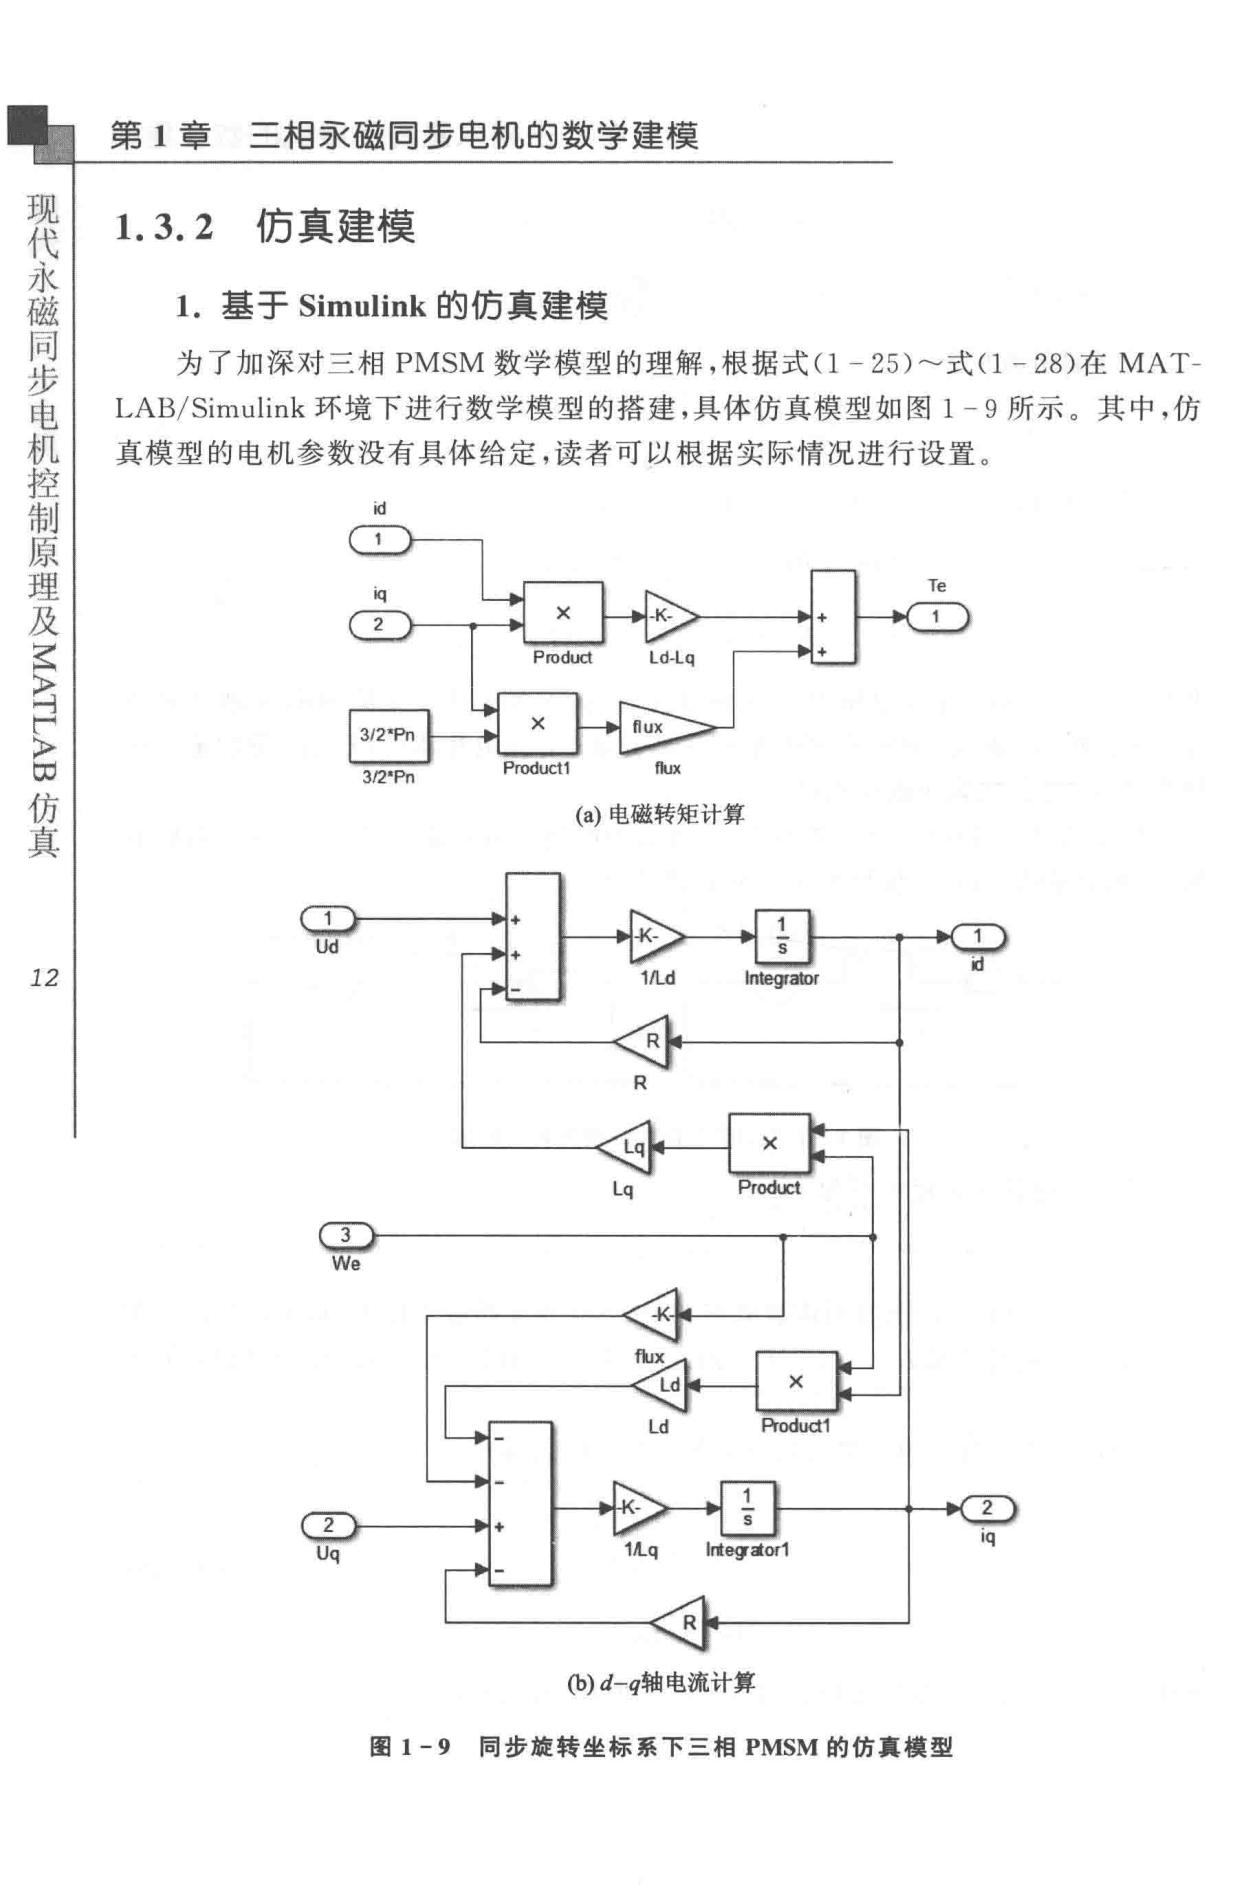 第 1 章 三相永磁同步电机的数学建模
现代永磁同步电机控制原理及MATLAB仿真
12
1.3.2 仿真建模
1. 基于 Simulink 的仿真建模
为了加深对三相 PMSM 数学模型的理解,根据式(1-25)～式(1-28)在 MAT-
LAB/Simulink 环境下进行数学模型的搭建,具体仿真模型如图 1-9 所示。其中,仿
真模型的电机参数没有具体给定,读者可以根据实际情况进行设置。
id
1
iq
2
×
Product
-K-
Ld-Lq
+
+
Te
1
3/2*Pn
3/2*Pn
×
Product1
flux
flux
(a) 电磁转矩计算
1
Ud
+
+
-
-K-
1/Ld
1
s
Integrator
1
id
R
R
Lq
Lq
×
Product
3
We
-K-
flux
Ld
Ld
×
Product1
-
-
+
-
2
Uq
-K-
1/Lq
1
s
Integrator1
2
iq
R
(b) d-q轴电流计算
图 1-9 同步旋转坐标系下三相 PMSM 的仿真模型